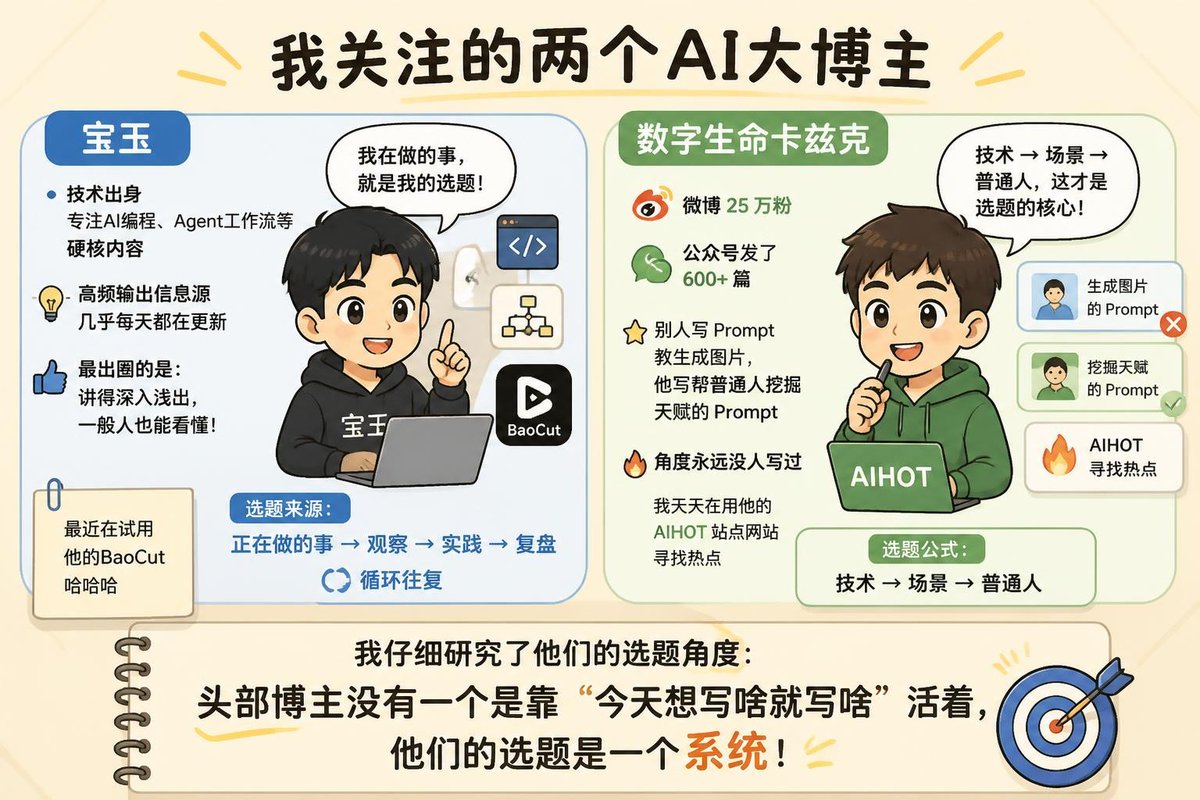 我关注的两个AI大博主
宝玉
技术出身
专注AI编程、Agent工作流等
硬核内容
高频输出信息源
几乎每天都在更新
最出圈的是：
讲得深入浅出，
一般人也能看懂！
我在做的事，
就是我的选题！
</>
宝玉
BaoCut
最近在试用
他的BaoCut
哈哈哈
选题来源：
正在做的事 → 观察 → 实践 → 复盘
循环往复
数字生命卡兹克
微博 25 万粉
公众号发了
600+ 篇
别人写 Prompt
教生成图片，
他写帮普通人挖掘
天赋的 Prompt
角度永远没人写过
我天天在用他的
AIHOT 站点网站
寻找热点
技术 → 场景 →
普通人，这才是
选题的核心！
生成图片
的 Prompt
挖掘天赋
的 Prompt
AIHOT
寻找热点
AIHOT
选题公式：
技术 → 场景 → 普通人
我仔细研究了他们的选题角度：
头部博主没有一个是靠“今天想写啥就写啥”活着，
他们的选题是一个系统！